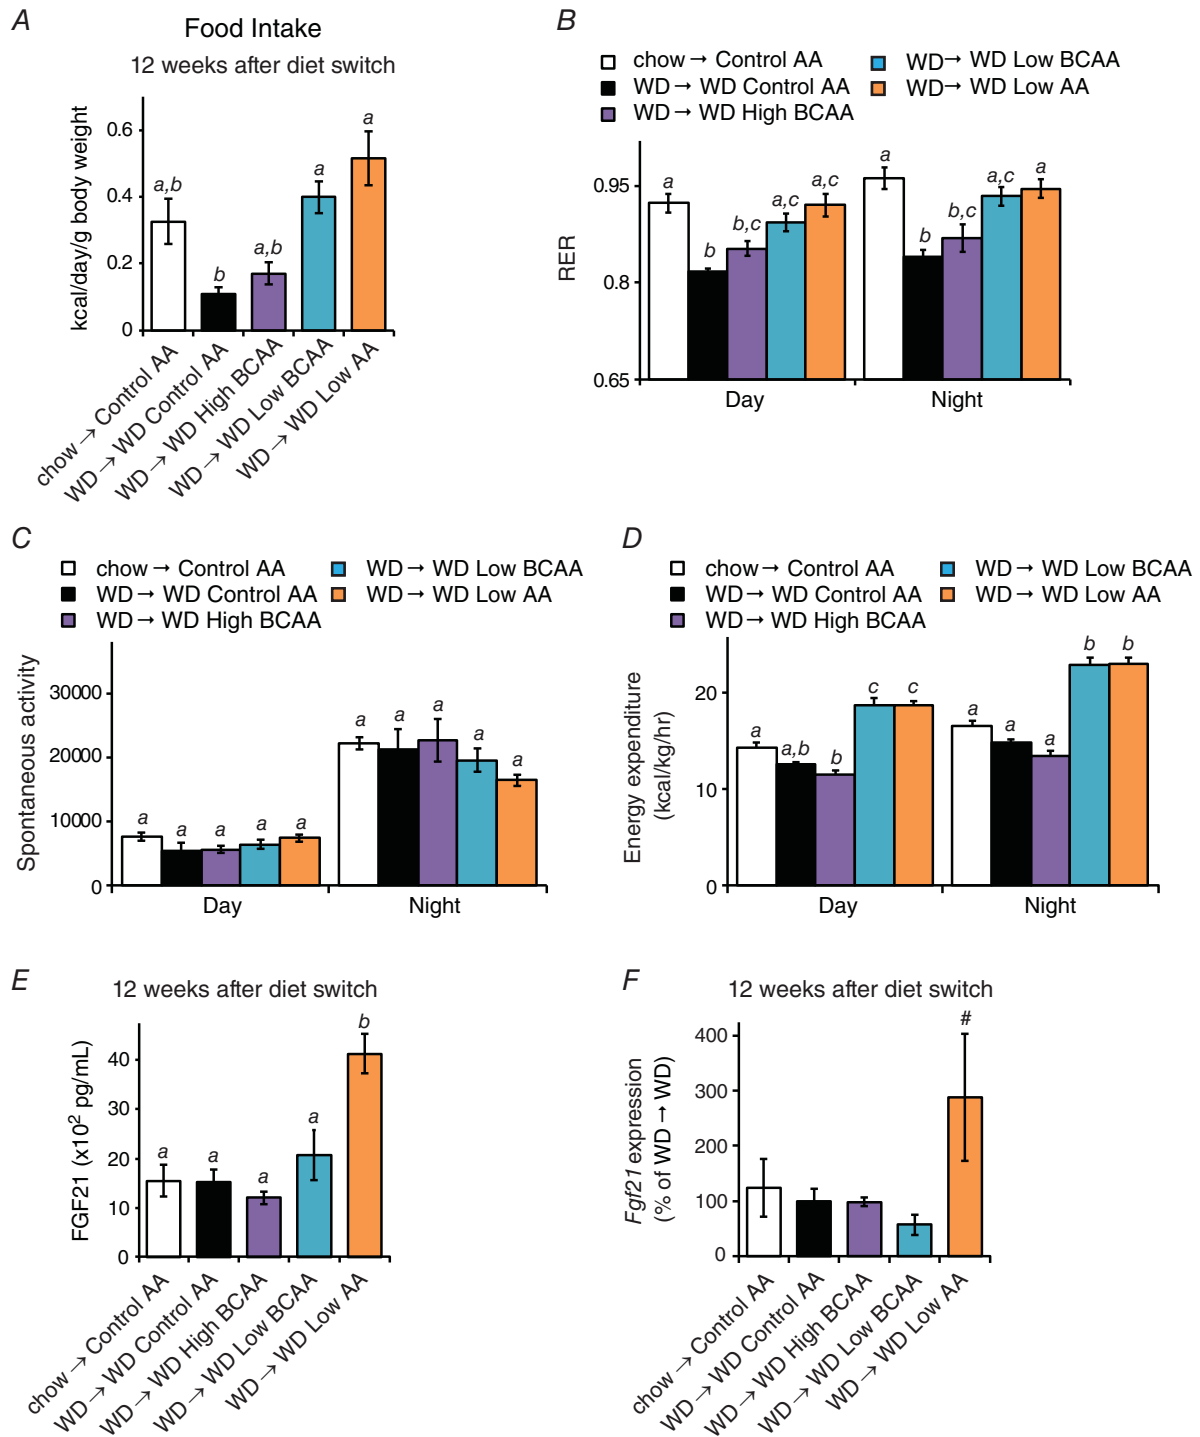 A
Food Intake
12 weeks after diet switch
kcal/day/g body weight
0.6
0.4
0.2
0
a,b
b
a,b
a
a
chow → Control AA
WD → WD Control AA
WD → WD High BCAA
WD → WD Low BCAA
WD → WD Low AA
B
chow → Control AA
WD → WD Control AA
WD → WD High BCAA
WD → WD Low BCAA
WD → WD Low AA
RER
0.95
0.8
0.65
a
b
b,c
a,c
a,c
a
b
b,c
a,c
a
Day
Night
C
chow → Control AA
WD → WD Control AA
WD → WD High BCAA
WD → WD Low BCAA
WD → WD Low AA
Spontaneous activity
30000
20000
10000
0
a
a
a
a
a
a
a
a
a
a
Day
Night
D
chow → Control AA
WD → WD Control AA
WD → WD High BCAA
WD → WD Low BCAA
WD → WD Low AA
Energy expenditure
(kcal/kg/hr)
20
10
0
a
a,b
b
c
c
a
a
a
b
b
Day
Night
E
12 weeks after diet switch
FGF21 (x10² pg/mL)
40
30
20
10
0
a
a
a
a
b
chow → Control AA
WD → WD Control AA
WD → WD High BCAA
WD → WD Low BCAA
WD → WD Low AA
F
12 weeks after diet switch
Fgf21 expression
(% of WD → WD)
400
300
200
100
0
#
chow → Control AA
WD → WD Control AA
WD → WD High BCAA
WD → WD Low BCAA
WD → WD Low AA